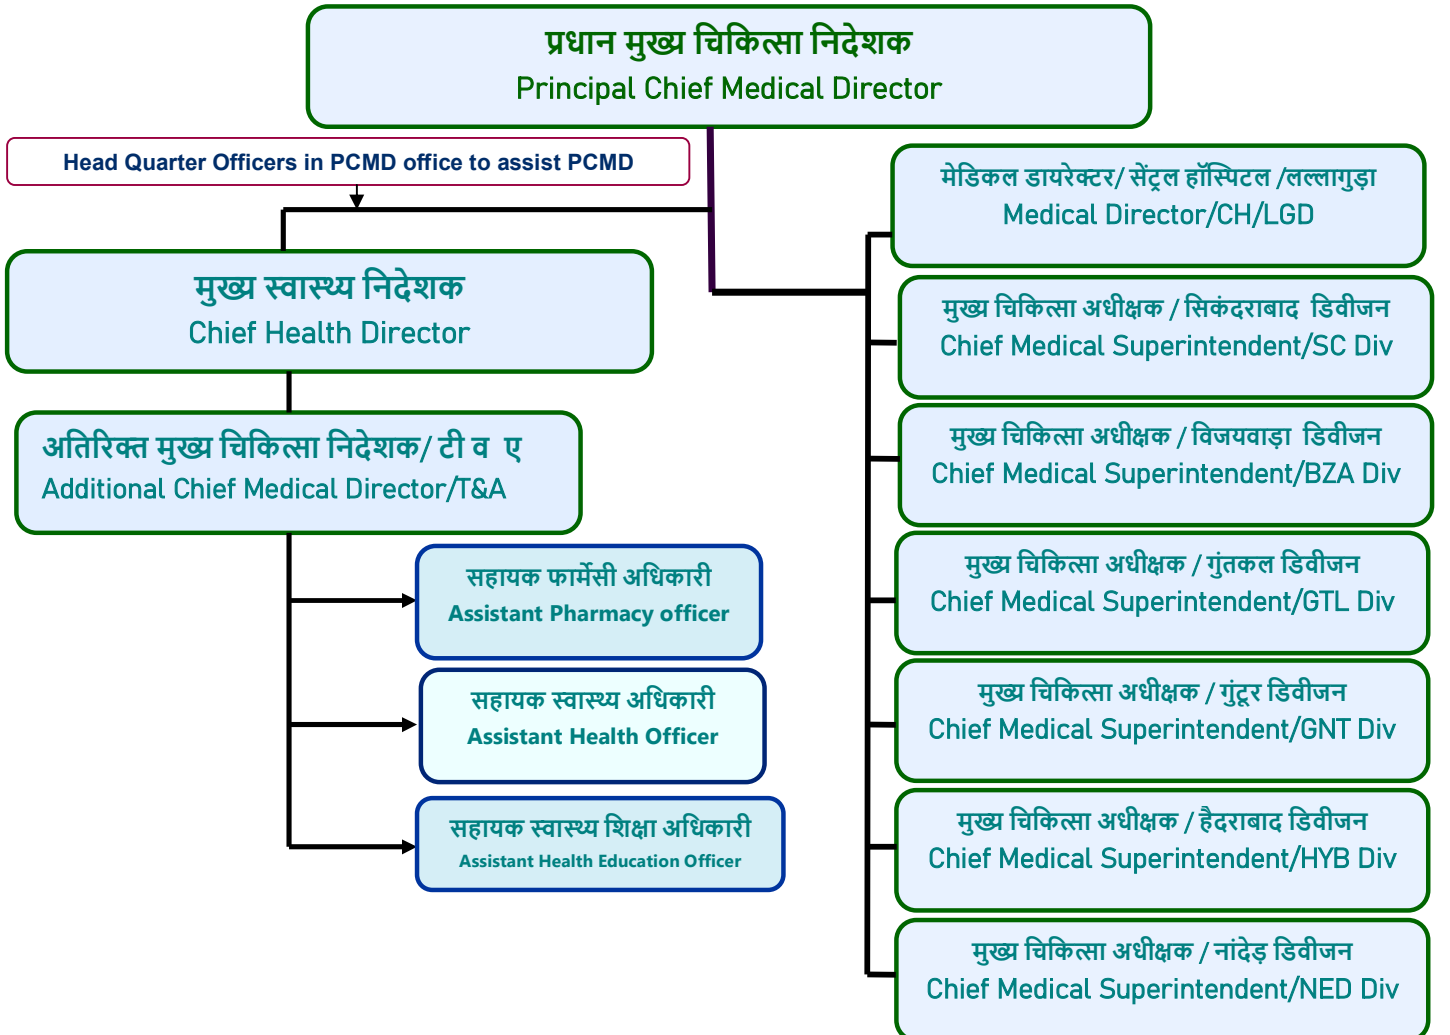 प्रधान मुख्य चिकित्सा निदेशक
Principal Chief Medical Director
Head Quarter Officers in PCMD office to assist PCMD
मुख्य स्वास्थ्य निदेशक
Chief Health Director
अतिरिक्त मुख्य चिकित्सा निदेशक/ टी व ए
Additional Chief Medical Director/T&A
सहायक फार्मेसी अधिकारी
Assistant Pharmacy officer
सहायक स्वास्थ्य अधिकारी
Assistant Health Officer
सहायक स्वास्थ्य शिक्षा अधिकारी
Assistant Health Education Officer
मेडिकल डायरेक्टर/ सेंट्रल हॉस्पिटल /लल्लागुड़ा
Medical Director/CH/LGD
मुख्य चिकित्सा अधीक्षक / सिकंदराबाद डिवीजन
Chief Medical Superintendent/SC Div
मुख्य चिकित्सा अधीक्षक / विजयवाड़ा डिवीजन
Chief Medical Superintendent/BZA Div
मुख्य चिकित्सा अधीक्षक / गुंतकल डिवीजन
Chief Medical Superintendent/GTL Div
मुख्य चिकित्सा अधीक्षक / गुंटूर डिवीजन
Chief Medical Superintendent/GNT Div
मुख्य चिकित्सा अधीक्षक / हैदराबाद डिवीजन
Chief Medical Superintendent/HYB Div
मुख्य चिकित्सा अधीक्षक / नांदेड़ डिवीजन
Chief Medical Superintendent/NED Div